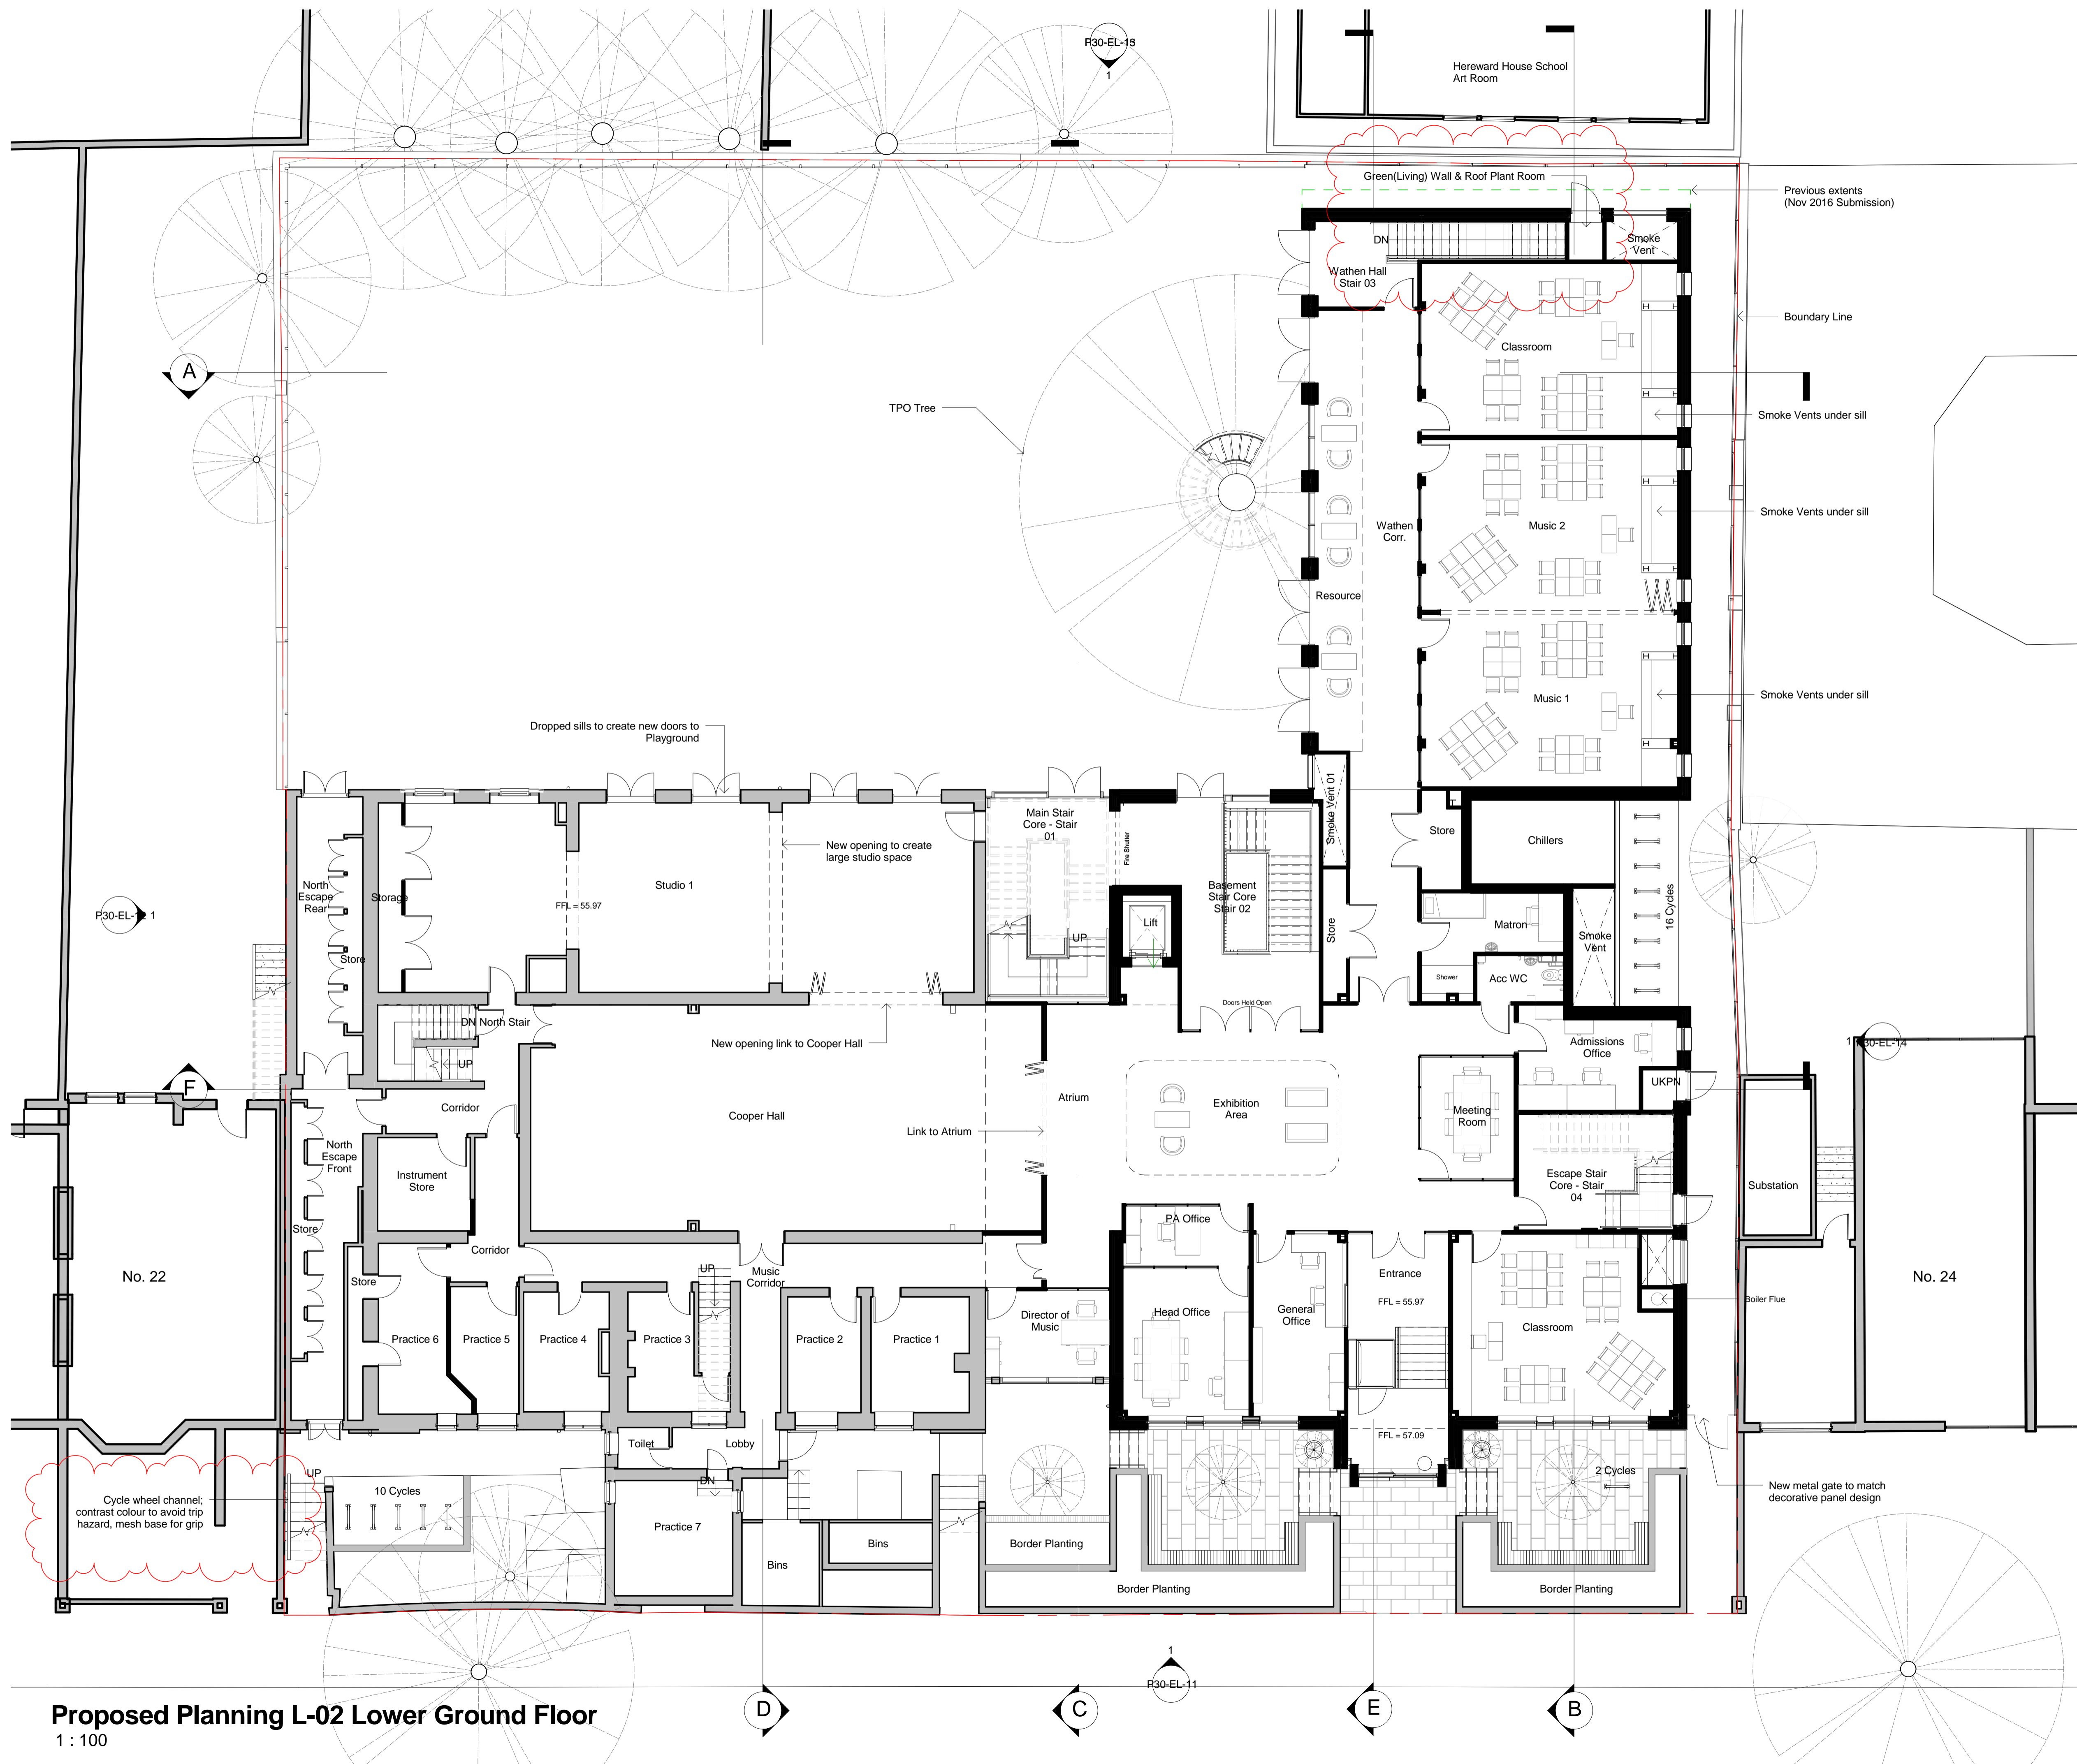 P30-EL-13
1
Hereward House School
Art Room
Green(Living) Wall & Roof Plant Room
Previous extents
(Nov 2016 Submission)
DN
Smoke
Vent
Wathen Hall
Stair 03
Boundary Line
Classroom
A
TPO Tree
Smoke Vents under sill
Smoke Vents under sill
Music 2
Wathen
Corr.
Resource
Smoke Vents under sill
Music 1
Dropped sills to create new doors to
Playground
Smoke Vent 01
Main Stair
Core - Stair
01
Fire Shutter
Store
Chillers
New opening to create
large studio space
North
Escape
Rear
Storage
Studio 1
FFL = 55.97
Basement
Stair Core
Stair 02
16 Cycles
P30-EL-12
1
Lift
Store
Matron
Smoke
Vent
UP
Store
Shower
Acc WC
Doors Held Open
DN
North Stair
New opening link to Cooper Hall
Admissions
Office
1
P30-EL-14
UP
UKPN
F
Corridor
Cooper Hall
Atrium
Exhibition
Area
Meeting
Room
Link to Atrium
North
Escape
Front
Instrument
Store
Escape Stair
Core - Stair
04
Substation
Store
PA Office
Corridor
No. 22
Store
UP
Music
Corridor
Entrance
No. 24
FFL = 55.97
Boiler Flue
Practice 6
Practice 5
Practice 4
Practice 3
Practice 2
Practice 1
Director of
Music
Head Office
General
Office
Classroom
FFL = 57.09
Toilet
Lobby
UP
DN
2 Cycles
10 Cycles
Cycle wheel channel;
contrast colour to avoid trip
hazard, mesh base for grip
New metal gate to match
decorative panel design
Practice 7
Bins
Bins
Border Planting
Border Planting
Border Planting
1
P30-EL-11
D
C
E
B
Proposed Planning L-02 Lower Ground Floor
1 : 100